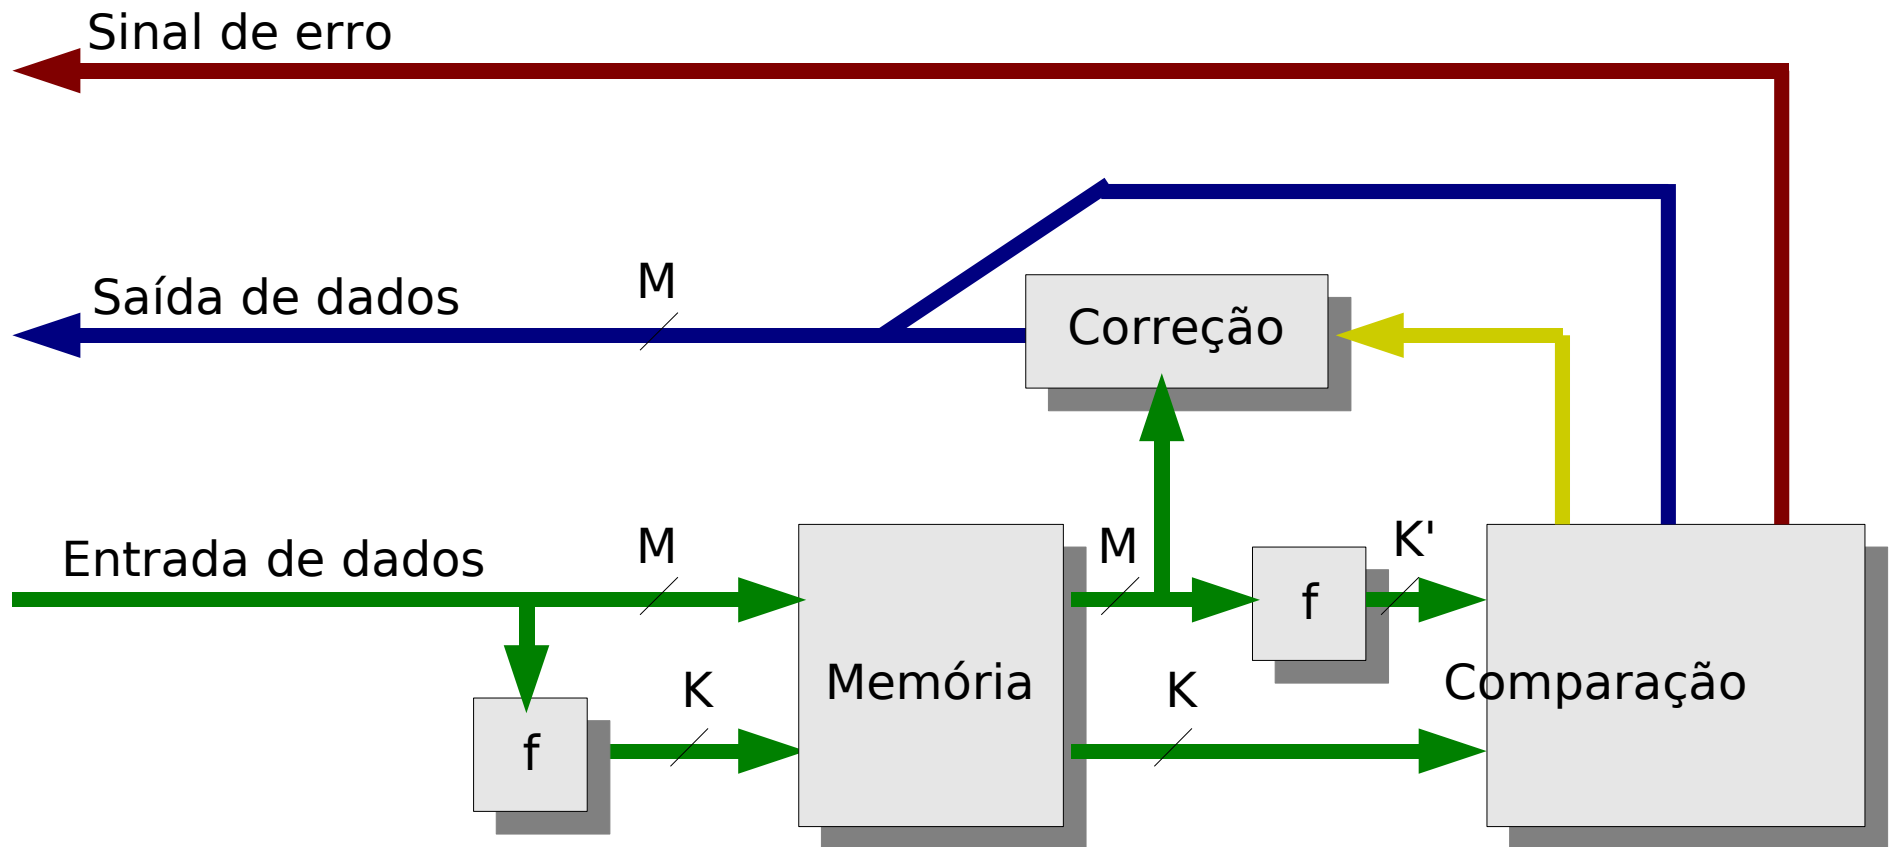 Sinal de erro
Saída de dados
M
Correção
Entrada de dados
M
M
K'
f
K
Memória
K
Comparação
f